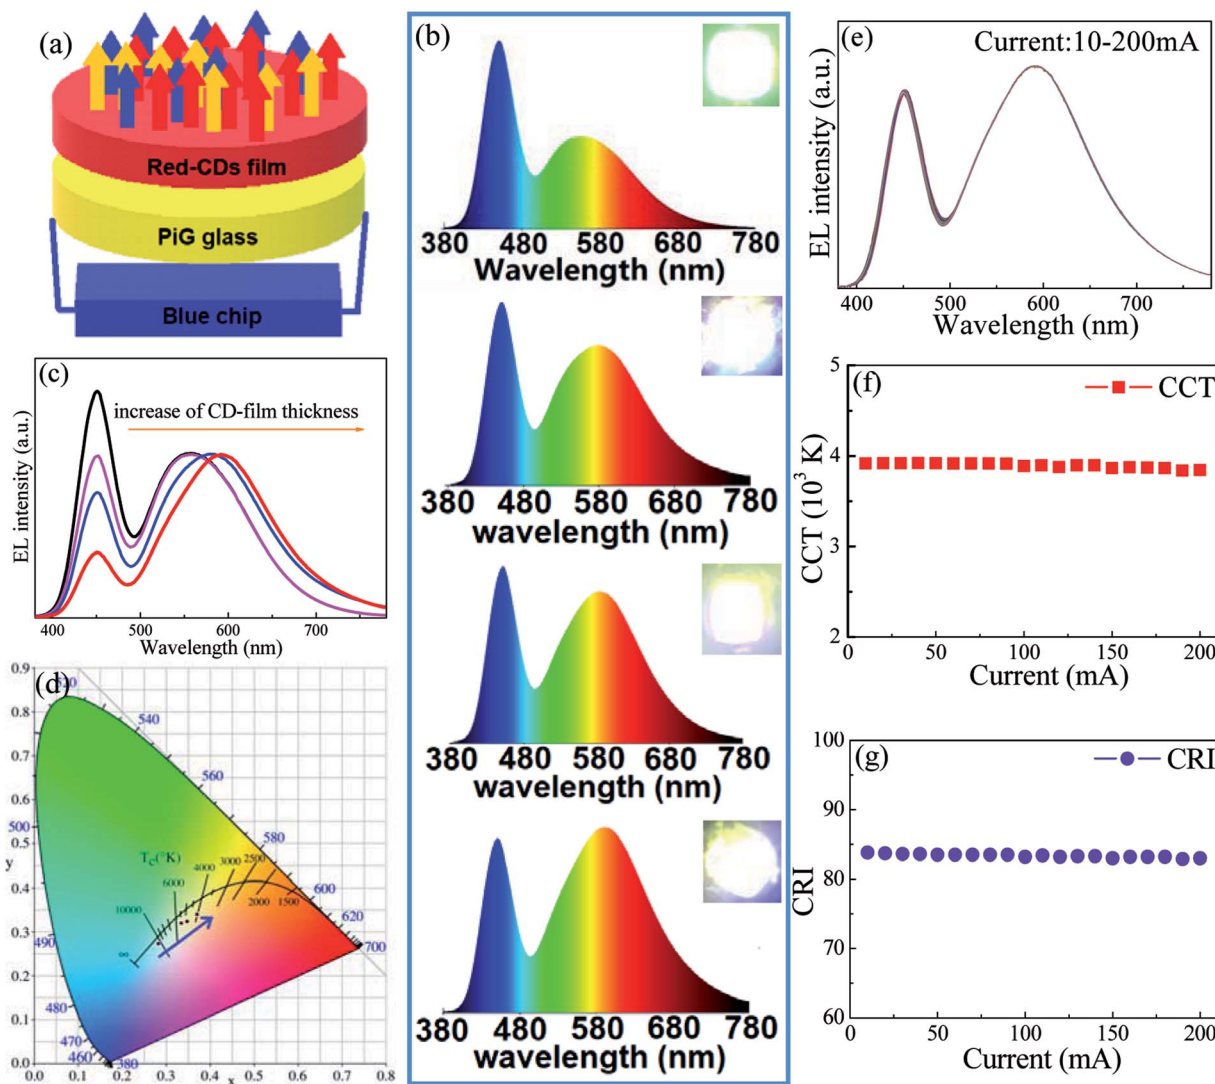 (a)
Red-CDs film
PiG glass
Blue chip
(b)
380 480 580 680 780
Wavelength (nm)
380 480 580 680 780
wavelength (nm)
380 480 580 680 780
wavelength (nm)
380 480 580 680 780
wavelength (nm)
(c)
increase of CD-film thickness
EL intensity (a.u.)
400 500 600 700
Wavelength (nm)
(d)
0.9
0.8
0.7
0.6
0.5
y
0.4
0.3
0.2
0.1
0.0
0.0 0.1 0.2 0.3 0.4 0.5 0.6 0.7 0.8
x
520
540
560
500
580
Tc(°K)
10000 6000 4000 3000 2500
2000 1500
∞
600
620
700
490
480
470
460
380
(e)
Current:10-200mA
EL intensity (a.u.)
400 500 600 700
Wavelength (nm)
(f)
CCT
CCT (10³ K)
5
4
3
2
0 50 100 150 200
Current (mA)
(g)
CRI
CRI
100
90
80
70
60
0 50 100 150 200
Current (mA)